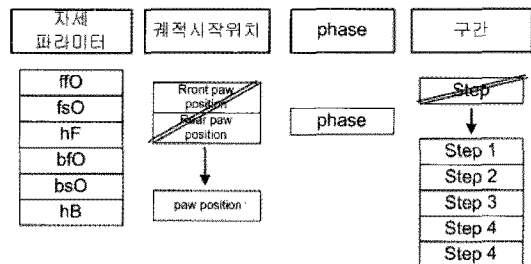 자세
파라미터
궤적시작위치
phase
구간
ffO
fsO
hF
bfO
bsO
hB
Rront paw
position
Rear paw
position
paw position
phase
Step
Step 1
Step 2
Step 3
Step 4
Step 4